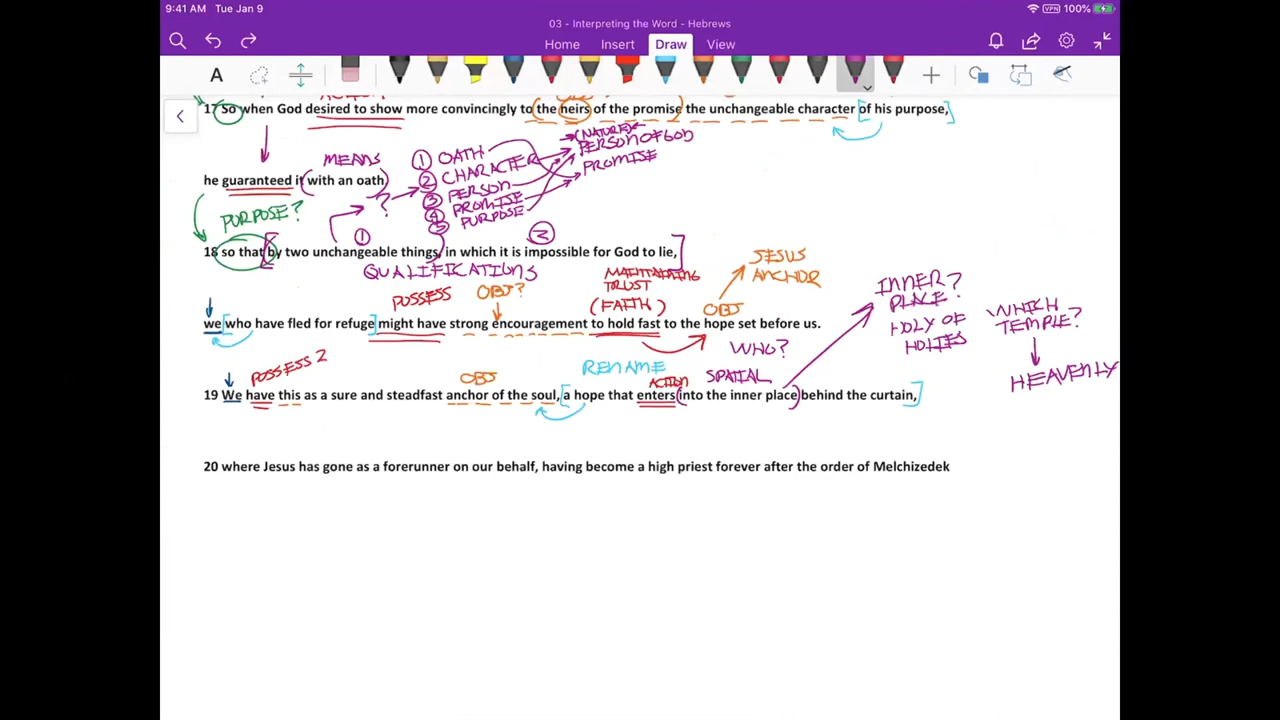 9:41 AM Tue Jan 9
VPN 100%
03 - Interpreting the Word - Hebrews
Home Insert Draw View
A
17 So when God desired to show more convincingly to the heirs of the promise the unchangeable character of his purpose,
(NATURE)
MEANS
① OATH
PERSON OF GOD
② CHARACTER
PROMISE
he guaranteed it (with an oath)
③ PERSON
④ PROMISE
⑤ PURPOSE
PURPOSE?
?
① ②
18 so that [by two unchangeable things, in which it is impossible for God to lie,]
QUALIFICATIONS
JESUS
ANCHOR
MAINTAINING
TRUST
(FAITH)
POSSESS
OBJ?
OBJ
INNER?
PLACE?
HOLY OF
HOLIES
WHICH
TEMPLE?
HEAVENLY
we [who have fled for refuge] might have strong encouragement to hold fast to the hope set before us.
WHO?
POSSESS 2
OBJ
RENAME
ACTION
SPATIAL
19 We have this as a sure and steadfast anchor of the soul, [a hope that enters (into the inner place) behind the curtain,]
20 where Jesus has gone as a forerunner on our behalf, having become a high priest forever after the order of Melchizedek